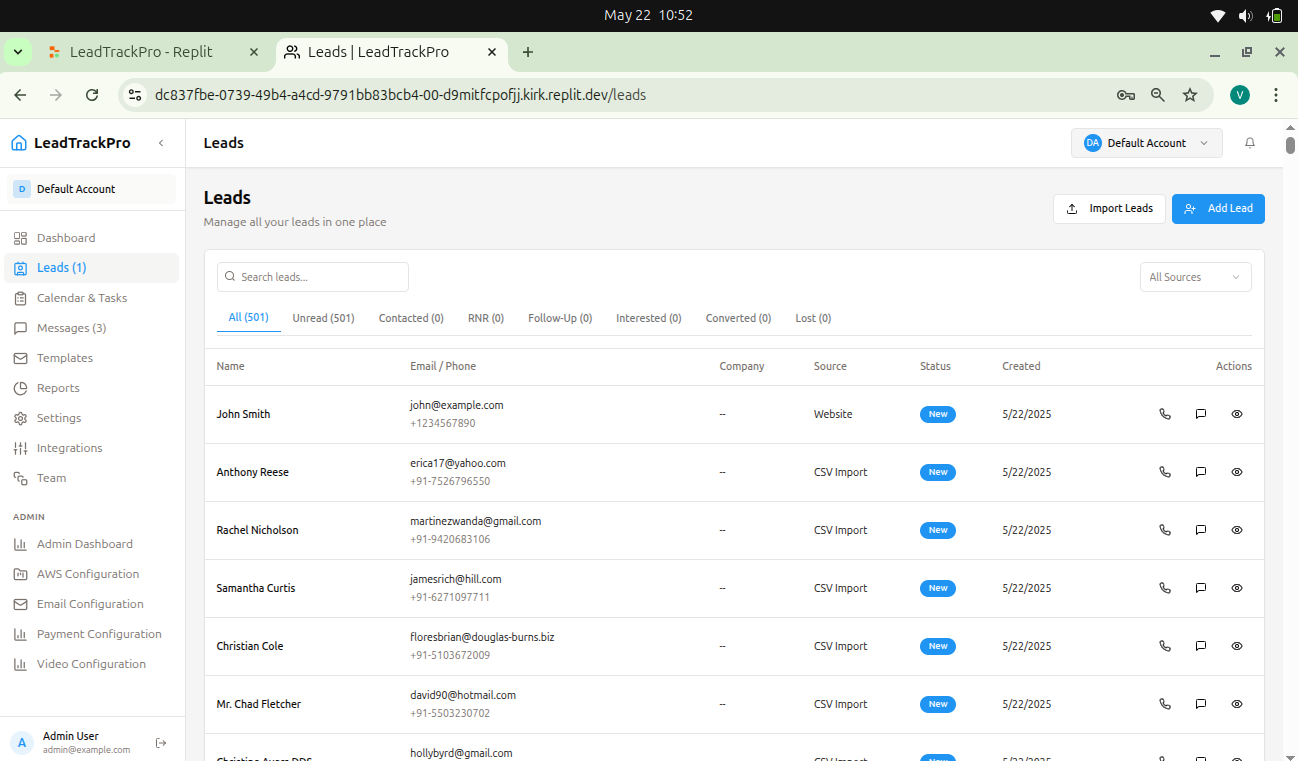 May 22 10:52
LeadTrackPro - Replit
Leads | LeadTrackPro
dc837fbe-0739-49b4-a4cd-9791bb83bcb4-00-d9mitfcpofjj.kirk.replit.dev/leads
V
LeadTrackPro
Leads
DA Default Account
D Default Account
Dashboard
Leads (1)
Calendar & Tasks
Messages (3)
Templates
Reports
Settings
Integrations
Team
ADMIN
Admin Dashboard
AWS Configuration
Email Configuration
Payment Configuration
Video Configuration
A
Admin User
admin@example.com
Leads
Manage all your leads in one place
Import Leads
Add Lead
Search leads...
All Sources
All (501) Unread (501) Contacted (0) RNR (0) Follow-Up (0) Interested (0) Converted (0) Lost (0)
Name Email / Phone Company Source Status Created Actions
John Smith john@example.com -- Website New 5/22/2025
+1234567890
Anthony Reese erica17@yahoo.com -- CSV Import New 5/22/2025
+91-7526796550
Rachel Nicholson martinezwanda@gmail.com -- CSV Import New 5/22/2025
+91-9420683106
Samantha Curtis jamesrich@hill.com -- CSV Import New 5/22/2025
+91-6271097711
Christian Cole floresbrian@douglas-burns.biz -- CSV Import New 5/22/2025
+91-5103672009
Mr. Chad Fletcher david90@hotmail.com -- CSV Import New 5/22/2025
+91-5503230702
hollybyrd@gmail.com
CSV Import New 5/22/2025